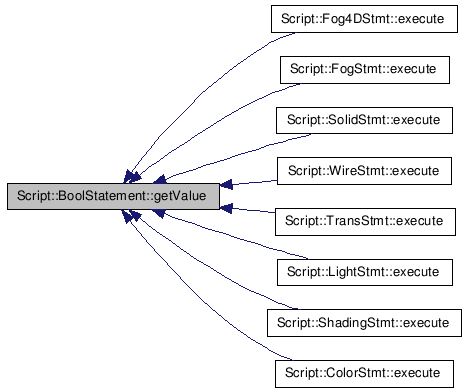 Script::Fog4DStmt::execute
Script::FogStmt::execute
Script::SolidStmt::execute
Script::WireStmt::execute
Script::BoolStatement::getValue
Script::TransStmt::execute
Script::LightStmt::execute
Script::ShadingStmt::execute
Script::ColorStmt::execute